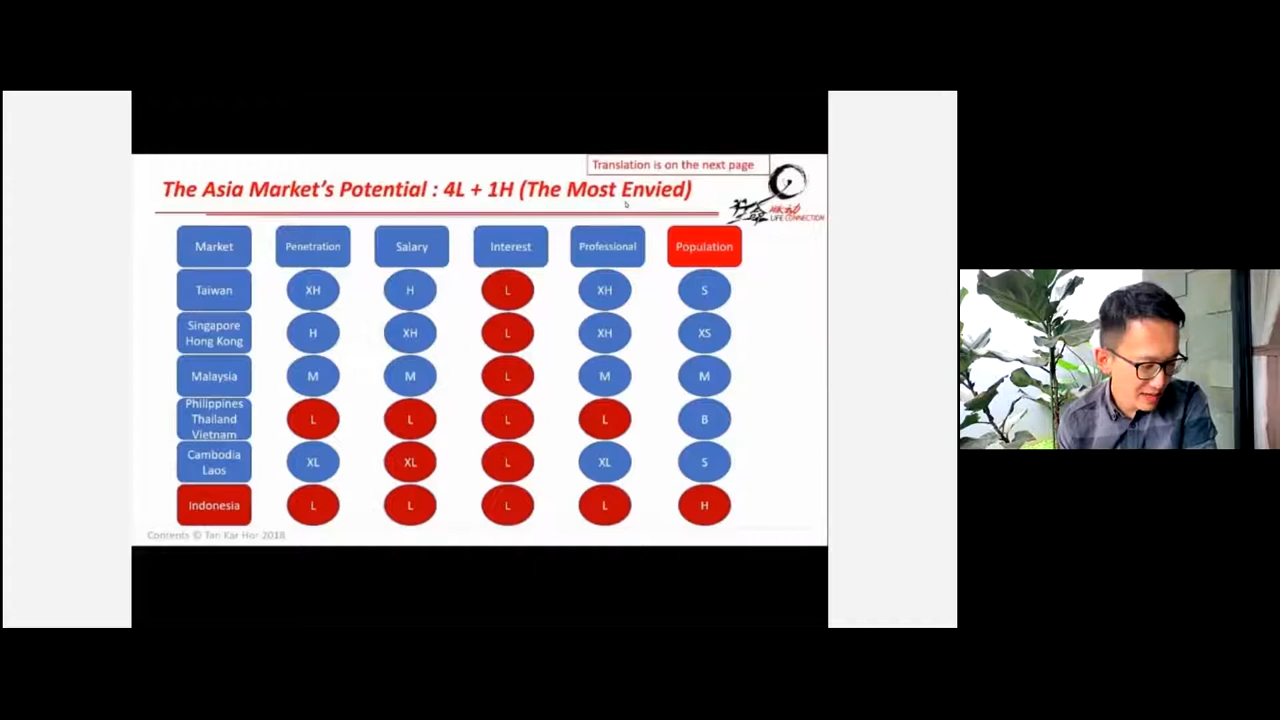 Translation is on the next page
The Asia Market's Potential : 4L + 1H (The Most Envied)
LIFE CONNECTION
Market Penetration Salary Interest Professional Population
Taiwan XH H L XH S
Singapore
Hong Kong H XH L XH XS
Malaysia M M L M M
Philippines
Thailand
Vietnam L L L L B
Cambodia
Laos XL XL L XL S
Indonesia L L L L H
Contents © Tan Kar Hor 2018